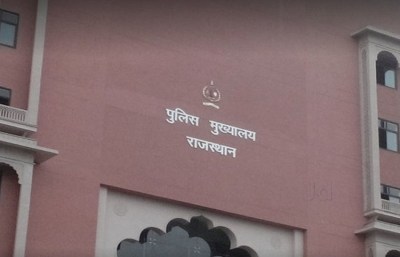 पुलिस मुख्यालय
राजस्थान